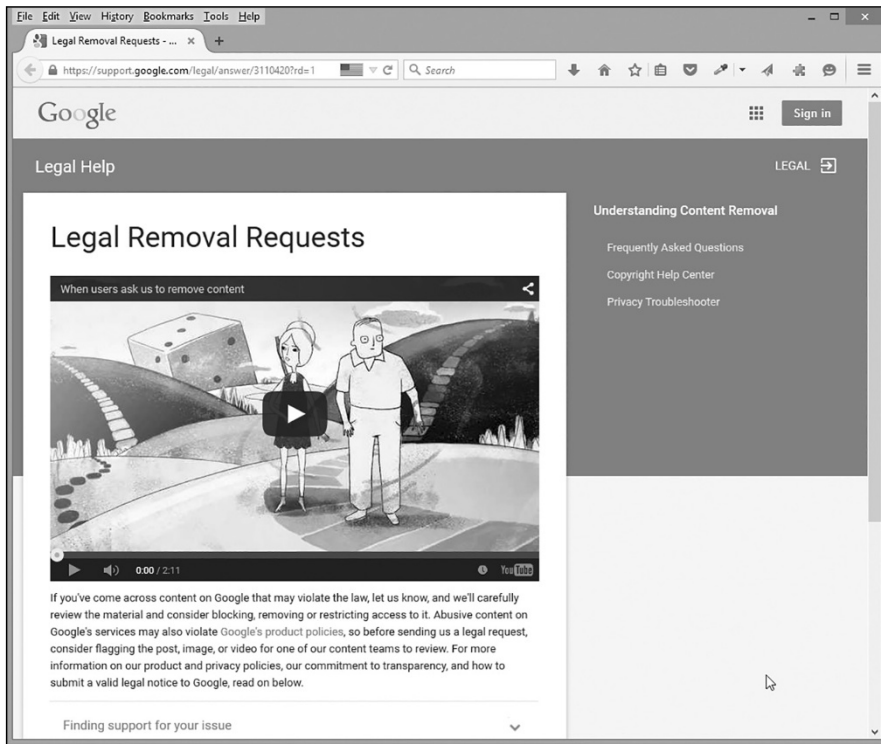 File Edit View History Bookmarks Tools Help
Legal Removal Requests - ... × +
https://support.google.com/legal/answer/3110420?rd=1 Search
Google Sign in
Legal Help LEGAL
Understanding Content Removal
Frequently Asked Questions
Copyright Help Center
Privacy Troubleshooter
Legal Removal Requests
When users ask us to remove content
0:00 / 2:11 YouTube
If you've come across content on Google that may violate the law, let us know, and we'll carefully
review the material and consider blocking, removing or restricting access to it. Abusive content on
Google's services may also violate Google's product policies, so before sending us a legal request,
consider flagging the post, image, or video for one of our content teams to review. For more
information on our product and privacy policies, our commitment to transparency, and how to
submit a valid legal notice to Google, read on below.
Finding support for your issue